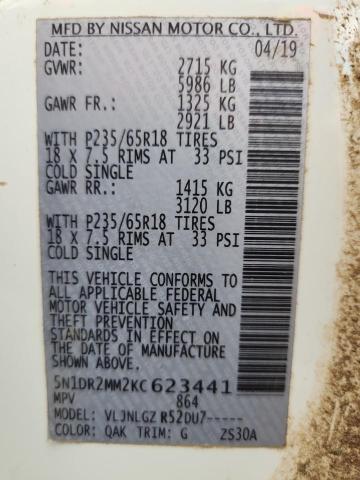 MFD BY NISSAN MOTOR CO., LTD.
DATE: 04/19
GVWR: 2715 KG
5986 LB
GAWR FR.: 1325 KG
2921 LB
WITH P235/65R18 TIRES
18 X 7.5 RIMS AT 33 PSI
COLD SINGLE
GAWR RR.: 1415 KG
3120 LB
WITH P235/65R18 TIRES
18 X 7.5 RIMS AT 33 PSI
COLD SINGLE
THIS VEHICLE CONFORMS TO
ALL APPLICABLE FEDERAL
MOTOR VEHICLE SAFETY AND
THEFT PREVENTION
STANDARDS IN EFFECT ON
THE DATE OF MANUFACTURE
SHOWN ABOVE.
5N1DR2MM2KC623441
MPV 864
MODEL: VLJNLGZ R52DU7-----
COLOR: QAK TRIM: G ZS30A